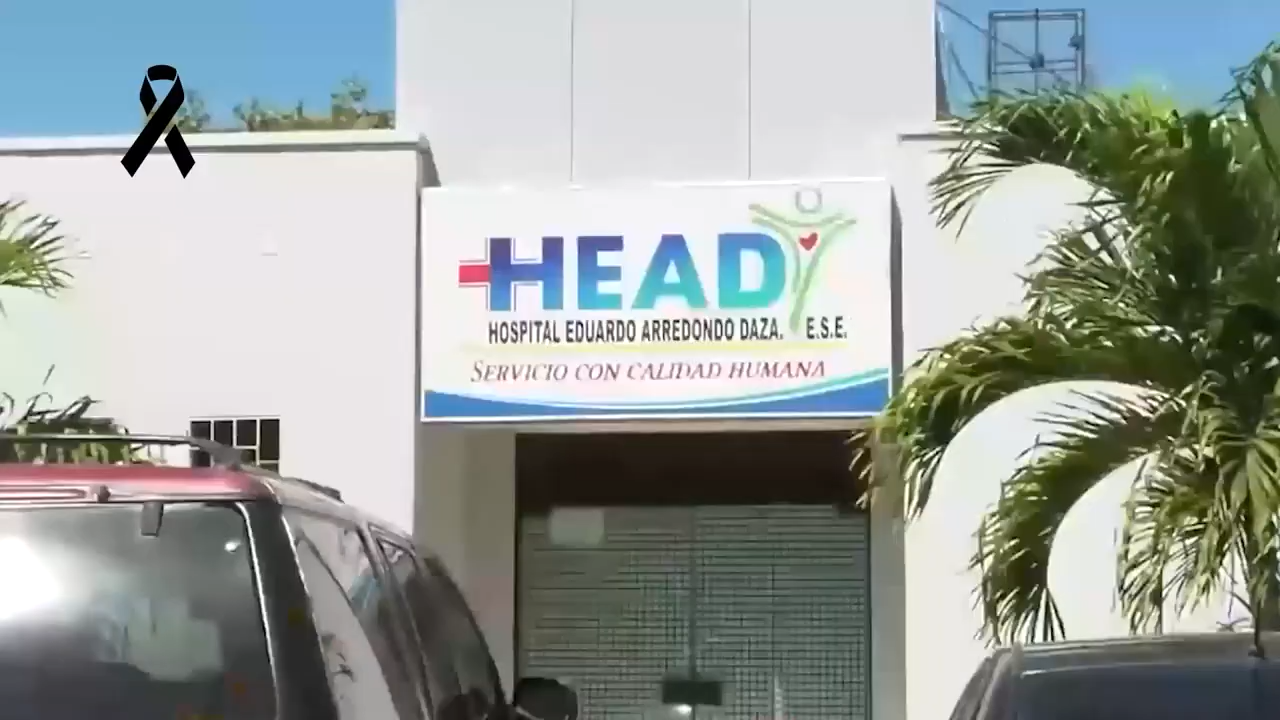 HEAD
HOSPITAL EDUARDO ARREDONDO DAZA. E.S.E.
SERVICIO CON CALIDAD HUMANA